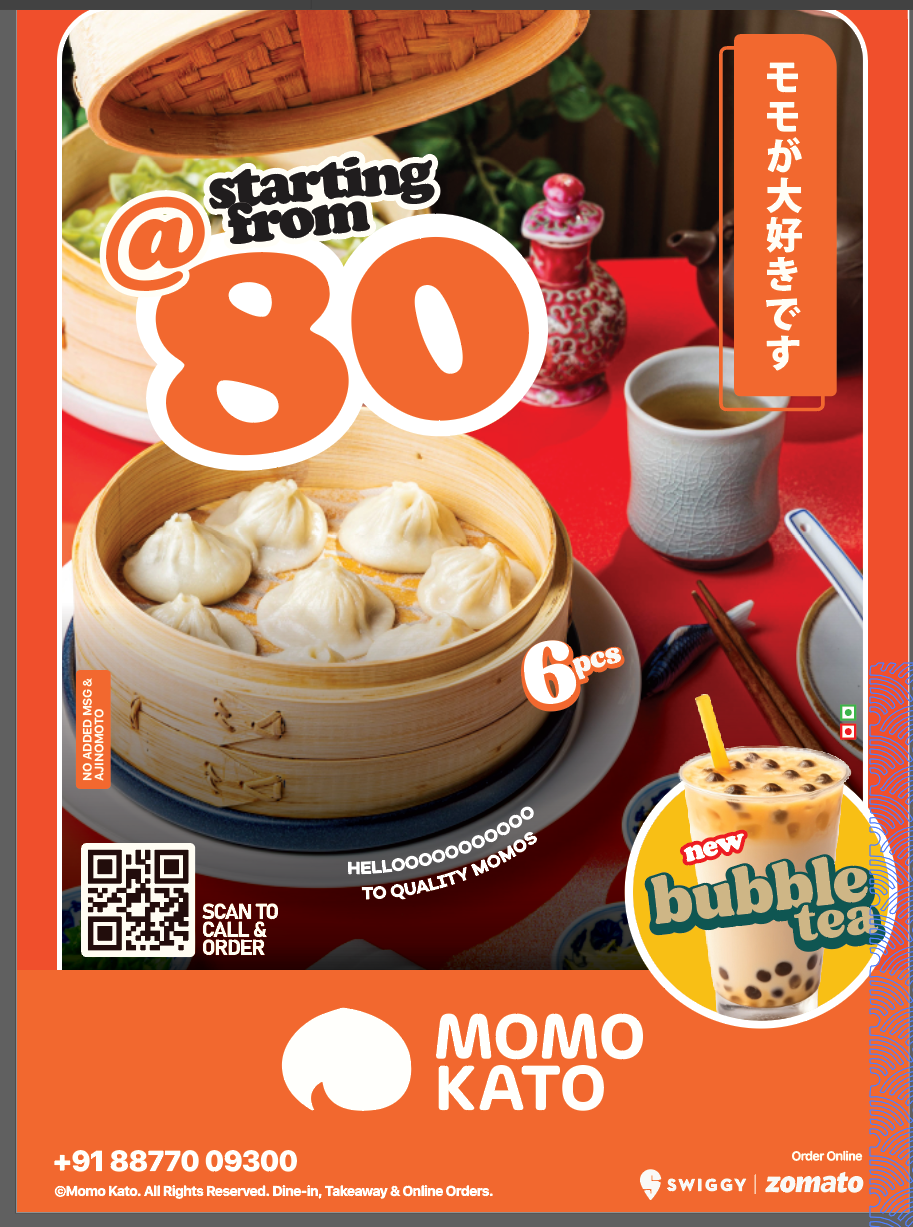 starting
from
@
80
モモが大好きです
6pcs
NO ADDED MSG &
AJINOMOTO
HELLOOOOOOOOOOO
TO QUALITY MOMOS
SCAN TO
CALL &
ORDER
new
bubble
tea
MOMO
KATO
+91 88770 09300
©Momo Kato. All Rights Reserved. Dine-in, Takeaway & Online Orders.
Order Online
SWIGGY | zomato